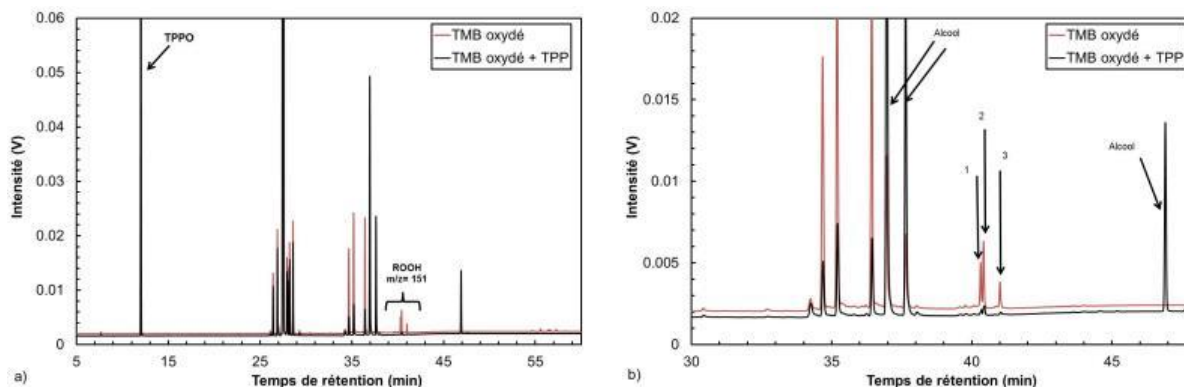 0.06
0.05
0.04
0.03
0.02
0.01
0
Intensité (V)
5
15
25
35
45
55
Temps de rétention (min)
TPPO
TMB oxydé
TMB oxydé + TPP
ROOH
m/z= 151
a)
0.02
0.015
0.01
0.005
0
Intensité (V)
30
35
40
45
Temps de rétention (min)
Alcool
TMB oxydé
TMB oxydé + TPP
2
1
3
Alcool
b)